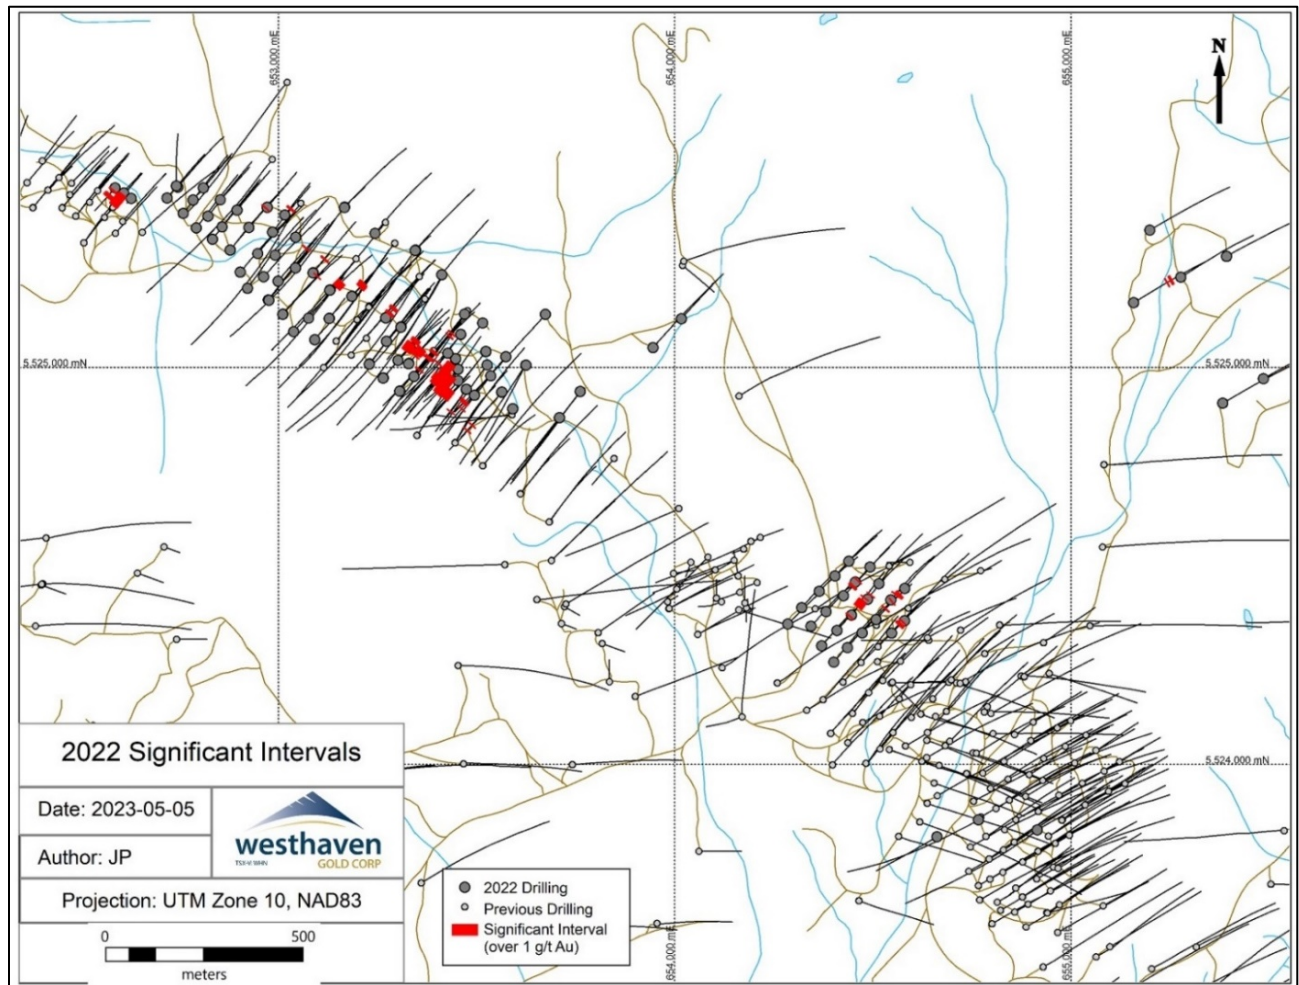 653,000 mE
654,000 mE
655,000 mE
N
5,525,000 mN
5,525,000 mN
5,524,000 mN
2022 Significant Intervals
Date: 2023-05-05
Author: JP
westhaven
GOLD CORP
Projection: UTM Zone 10, NAD83
0
500
meters
2022 Drilling
Previous Drilling
Significant Interval
(over 1 g/t Au)
654,000 mE
655,000 mE